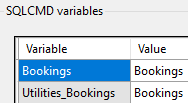 SQLCMD variables
Variable Value
Bookings Bookings
Utilities_Bookings Bookings